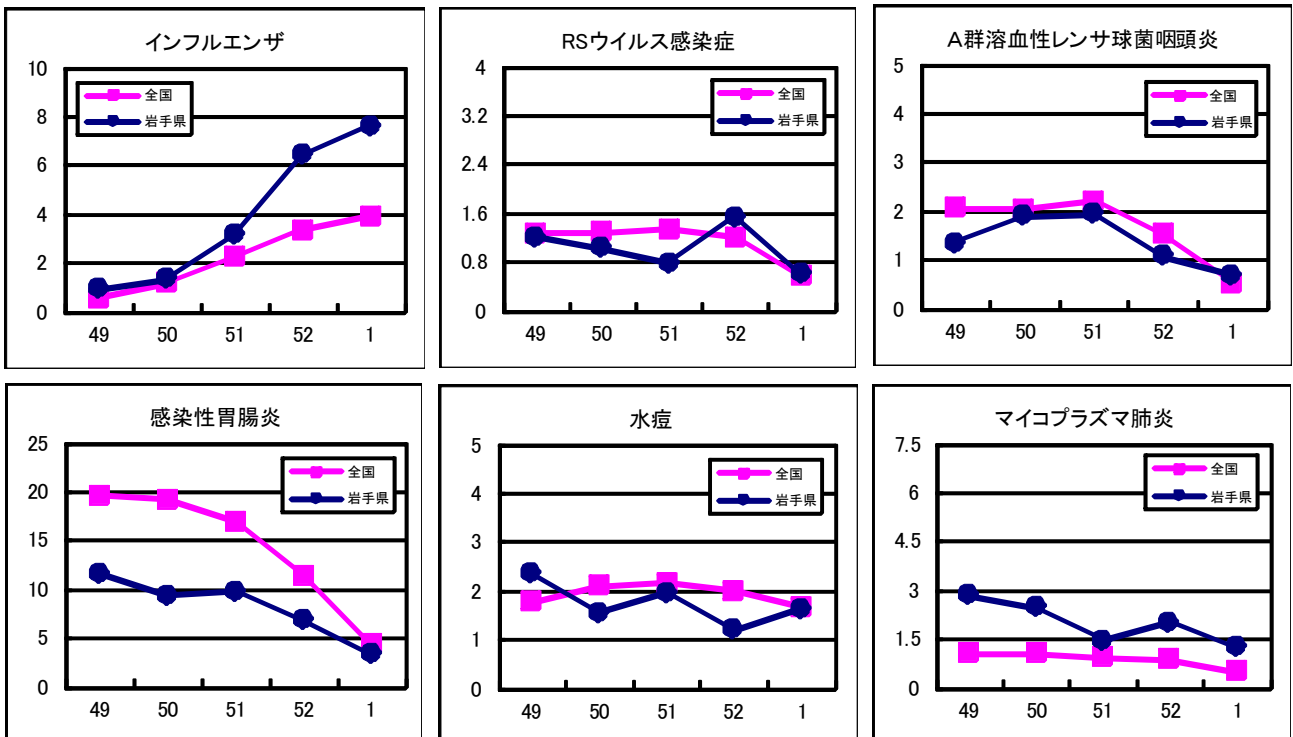 インフルエンザ
10
8
6
4
2
0
全国
岩手県
49 50 51 52 1
RSウイルス感染症
4
3.2
2.4
1.6
0.8
0
全国
岩手県
49 50 51 52 1
A群溶血性レンサ球菌咽頭炎
5
4
3
2
1
0
全国
岩手県
49 50 51 52 1
感染性胃腸炎
25
20
15
10
5
0
全国
岩手県
49 50 51 52 1
水痘
5
4
3
2
1
0
全国
岩手県
49 50 51 52 1
マイコプラズマ肺炎
7.5
6
4.5
3
1.5
0
全国
岩手県
49 50 51 52 1